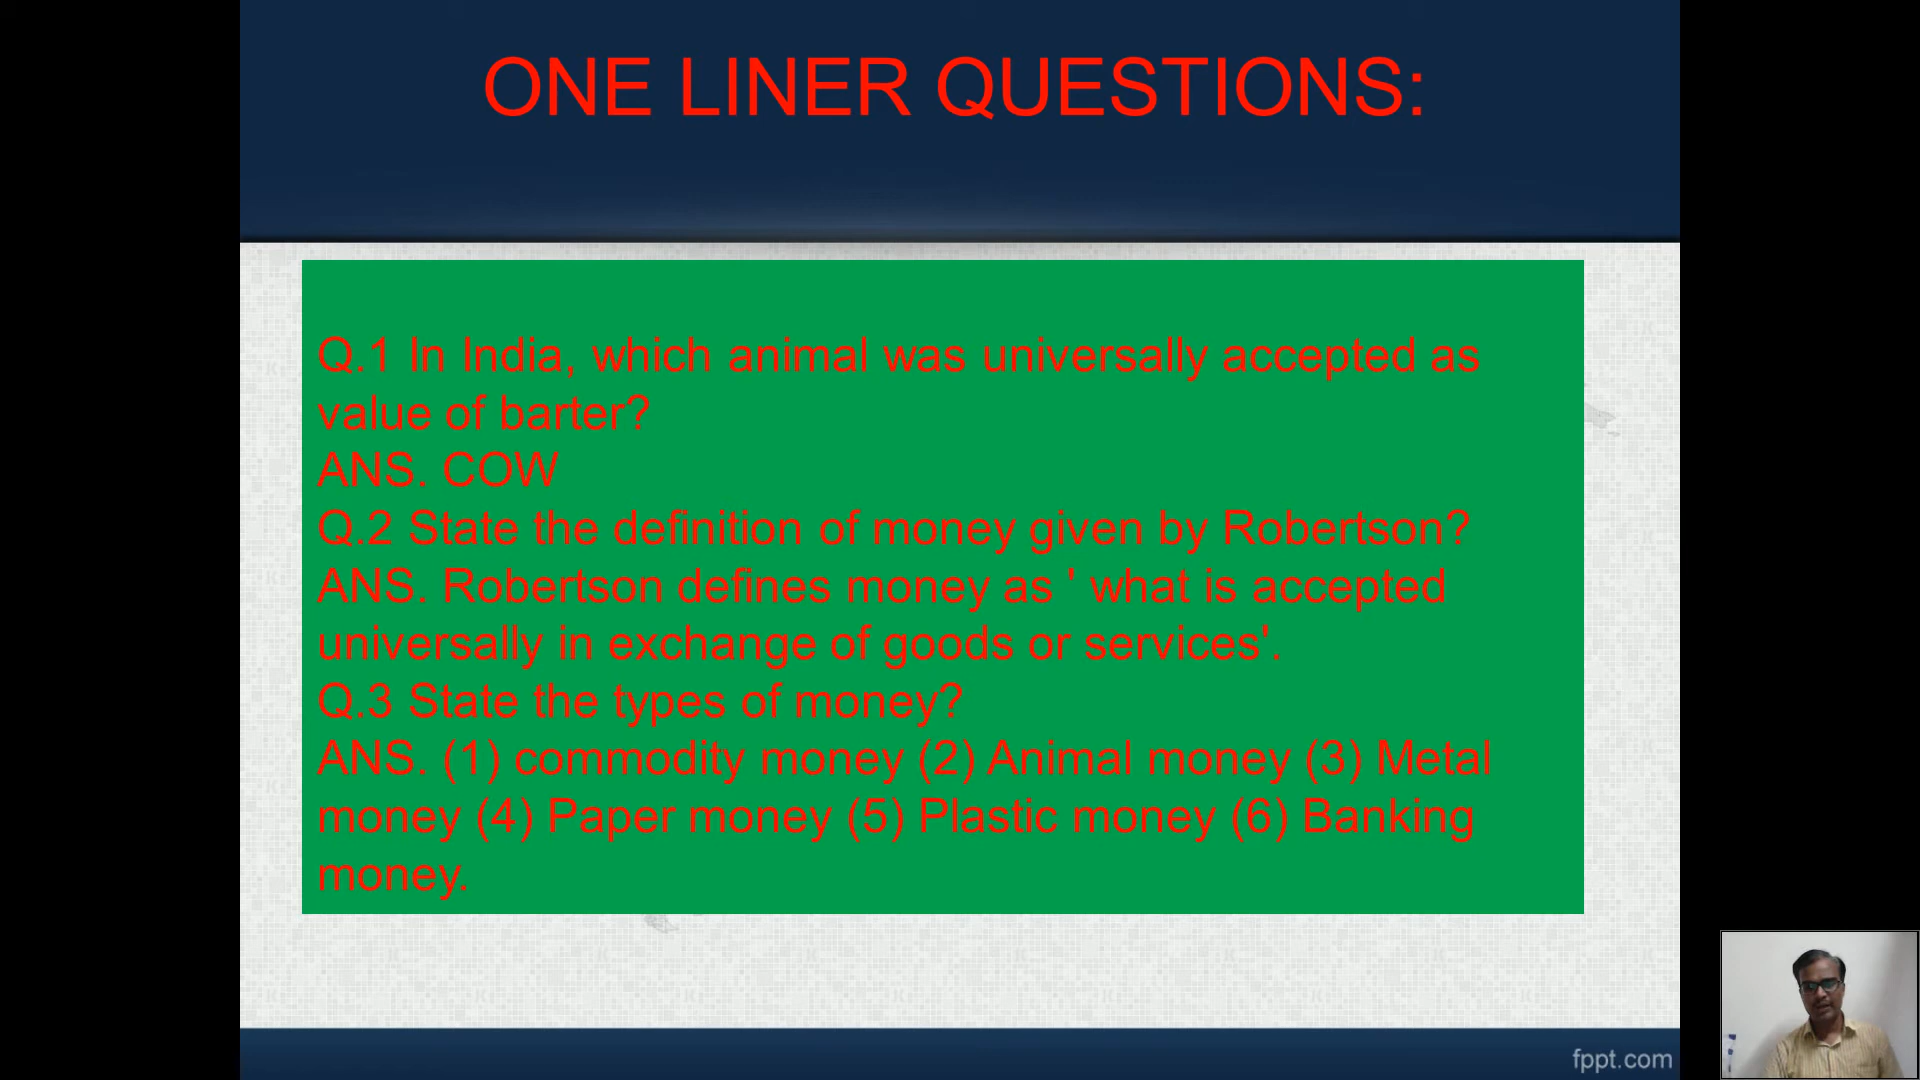 ONE LINER QUESTIONS:
Q.1 In India, which animal was universally accepted as
value of barter?
ANS. COW
Q.2 State the definition of money given by Robertson?
ANS. Robertson defines money as ' what is accepted
universally in exchange of goods or services'.
Q.3 State the types of money?
ANS. (1) commodity money (2) Animal money (3) Metal
money (4) Paper money (5) Plastic money (6) Banking
money.
fppt.com